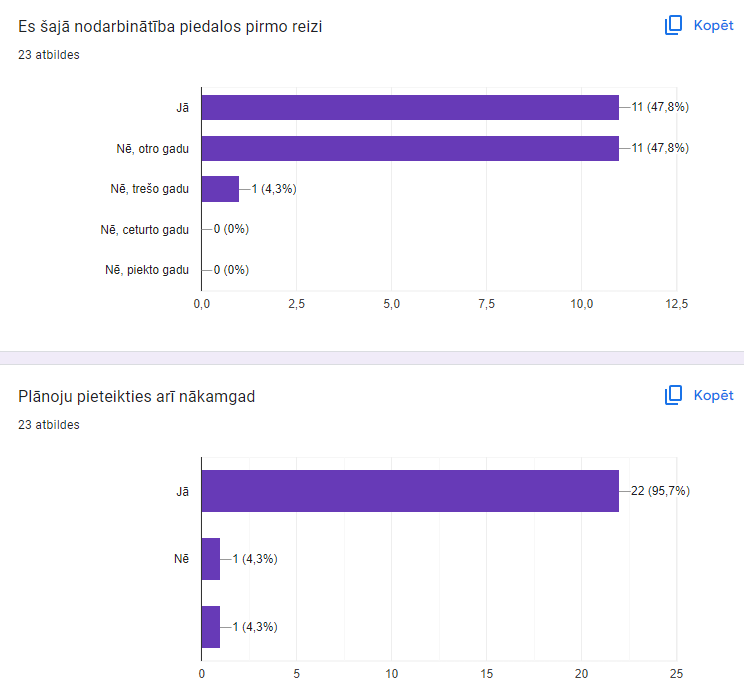 Es šajā nodarbinātība piedalos pirmo reizi
Kopēt
23 atbildes
Jā
11 (47,8%)
Nē, otro gadu
11 (47,8%)
Nē, trešo gadu
1 (4,3%)
Nē, ceturto gadu
0 (0%)
Nē, piekto gadu
0 (0%)
0,0 2,5 5,0 7,5 10,0 12,5
Plānoju pieteikties arī nākamgad
Kopēt
23 atbildes
Jā
22 (95,7%)
Nē
1 (4,3%)
1 (4,3%)
0 5 10 15 20 25